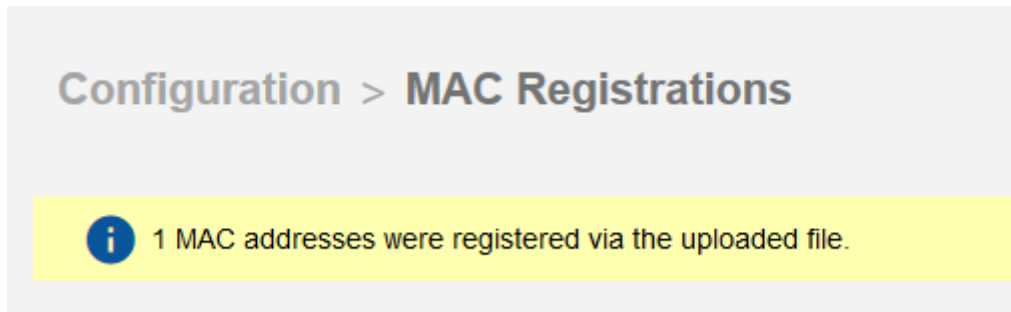 Configuration > MAC Registrations
1 MAC addresses were registered via the uploaded file.